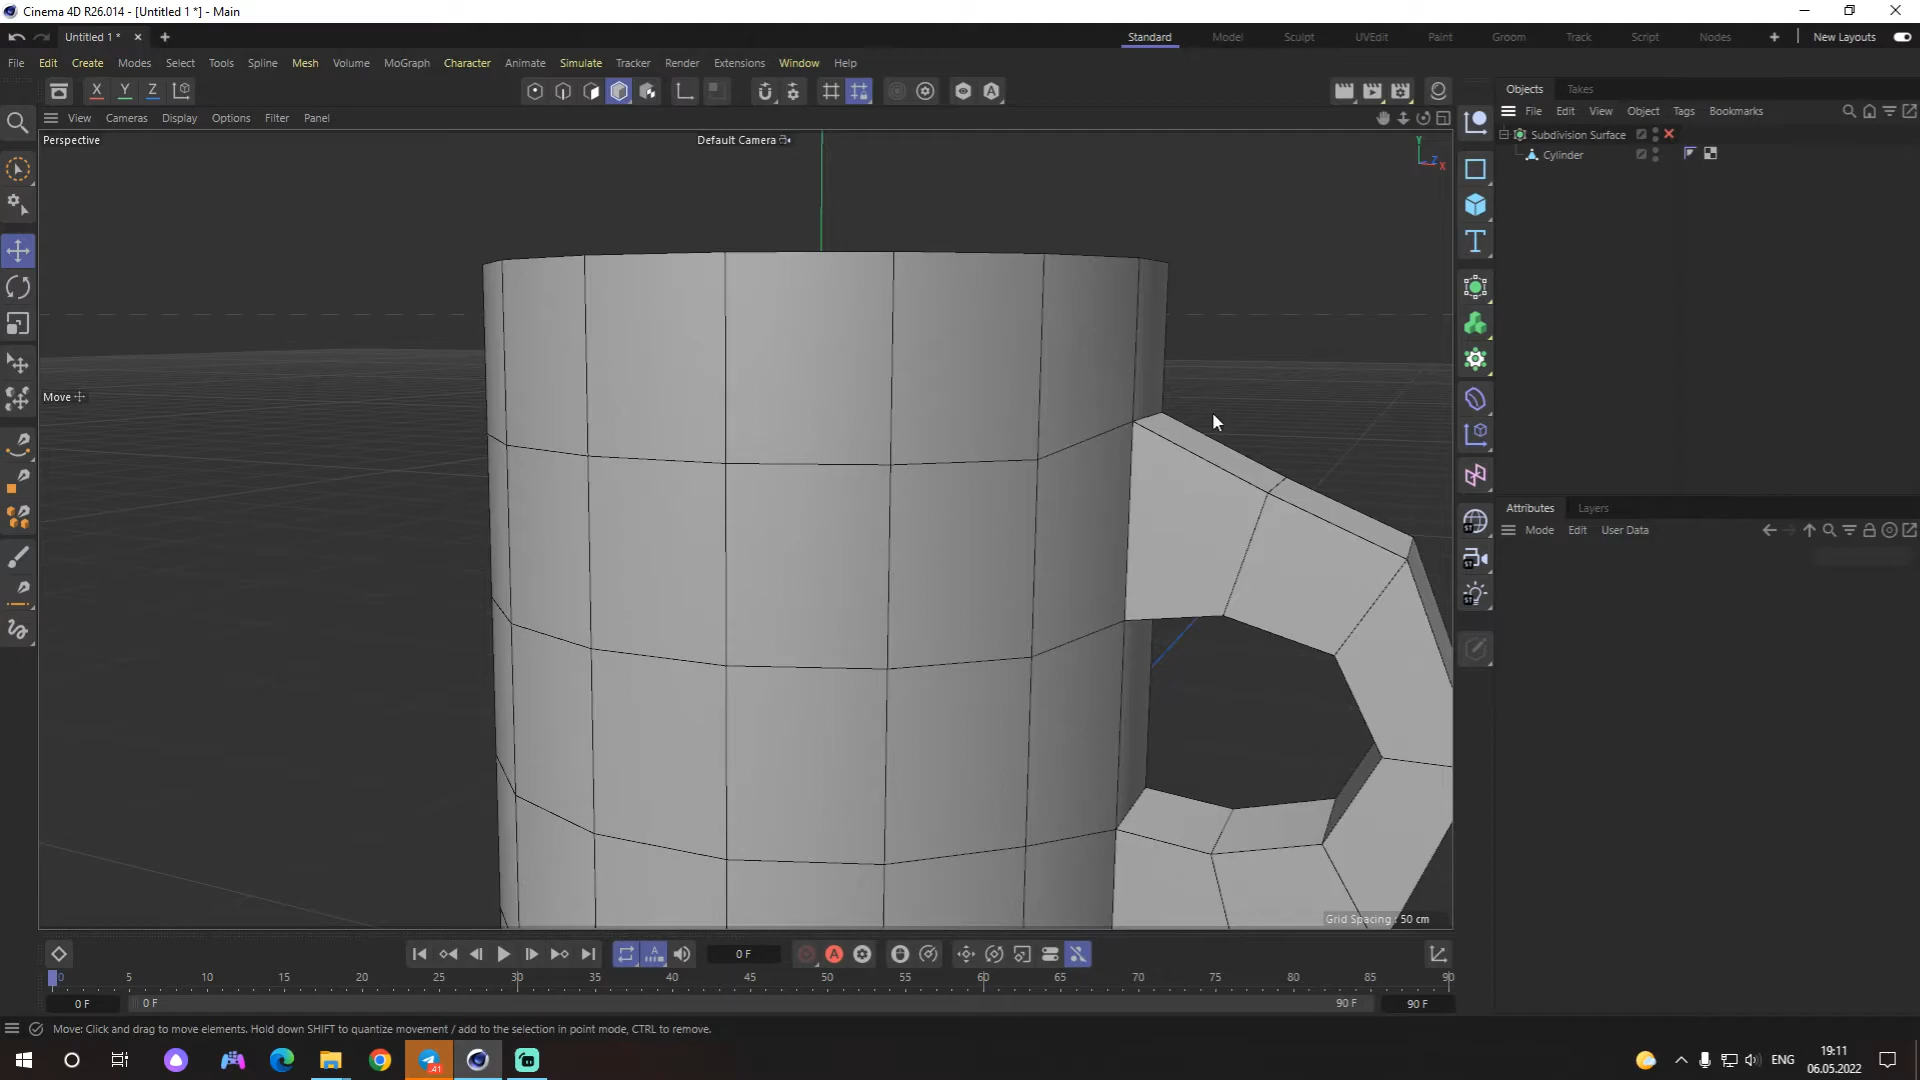 Cinema 4D R26.014 - [Untitled 1 *] - Main
Untitled 1 *
Standard Model Sculpt UVEdit Paint Groom Track Script Nodes New Layouts
File Edit Create Modes Select Tools Spline Mesh Volume MoGraph Character Animate Simulate Tracker Render Extensions Window Help
X Y Z
Objects Takes
View Cameras Display Options Filter Panel
File Edit View Object Tags Bookmarks
Perspective
Default Camera
Y
Z
X
Subdivision Surface
Cylinder
Move
Attributes Layers
Mode Edit User Data
ST
ST
ST
Grid Spacing : 50 cm
A
0 F
A
0 5 10 15 20 25 30 35 40 45 50 55 60 65 70 75 80 85 90
0 F
0 F
90 F
90 F
Move: Click and drag to move elements. Hold down SHIFT to quantize movement / add to the selection in point mode, CTRL to remove.
41
ENG
19:11
06.05.2022